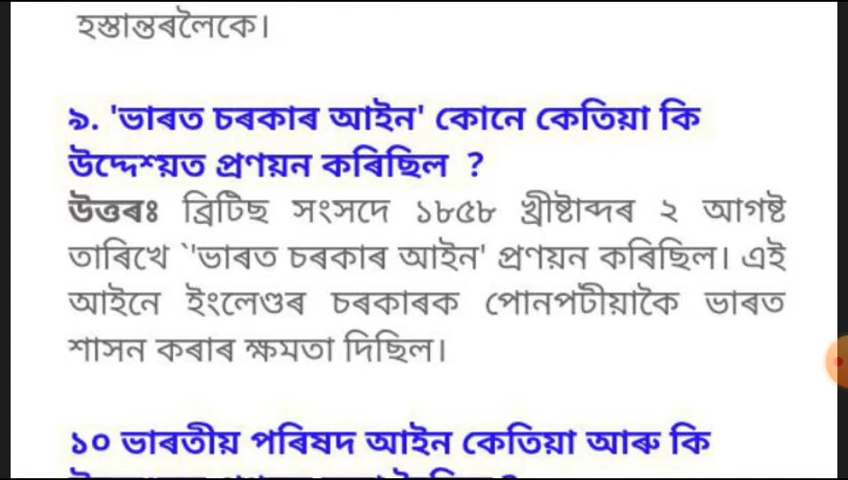 হস্তান্তৰলৈকে।
৯. 'ভাৰত চৰকাৰ আইন' কোনে কেতিয়া কি
উদ্দেশ্যয়ত প্ৰণয়ন কৰিছিল ?
উত্তৰঃ ব্ৰিটিছ সংসদে ১৮৫৮ খ্ৰীষ্টাব্দৰ ২ আগষ্ট
তাৰিখে `'ভাৰত চৰকাৰ আইন' প্ৰণয়ন কৰিছিল। এই
আইনে ইংলেণ্ডৰ চৰকাৰক পোনপটীয়াকৈ ভাৰত
শাসন কৰাৰ ক্ষমতা দিছিল।
১০ ভাৰতীয় পৰিষদ আইন কেতিয়া আৰু কি